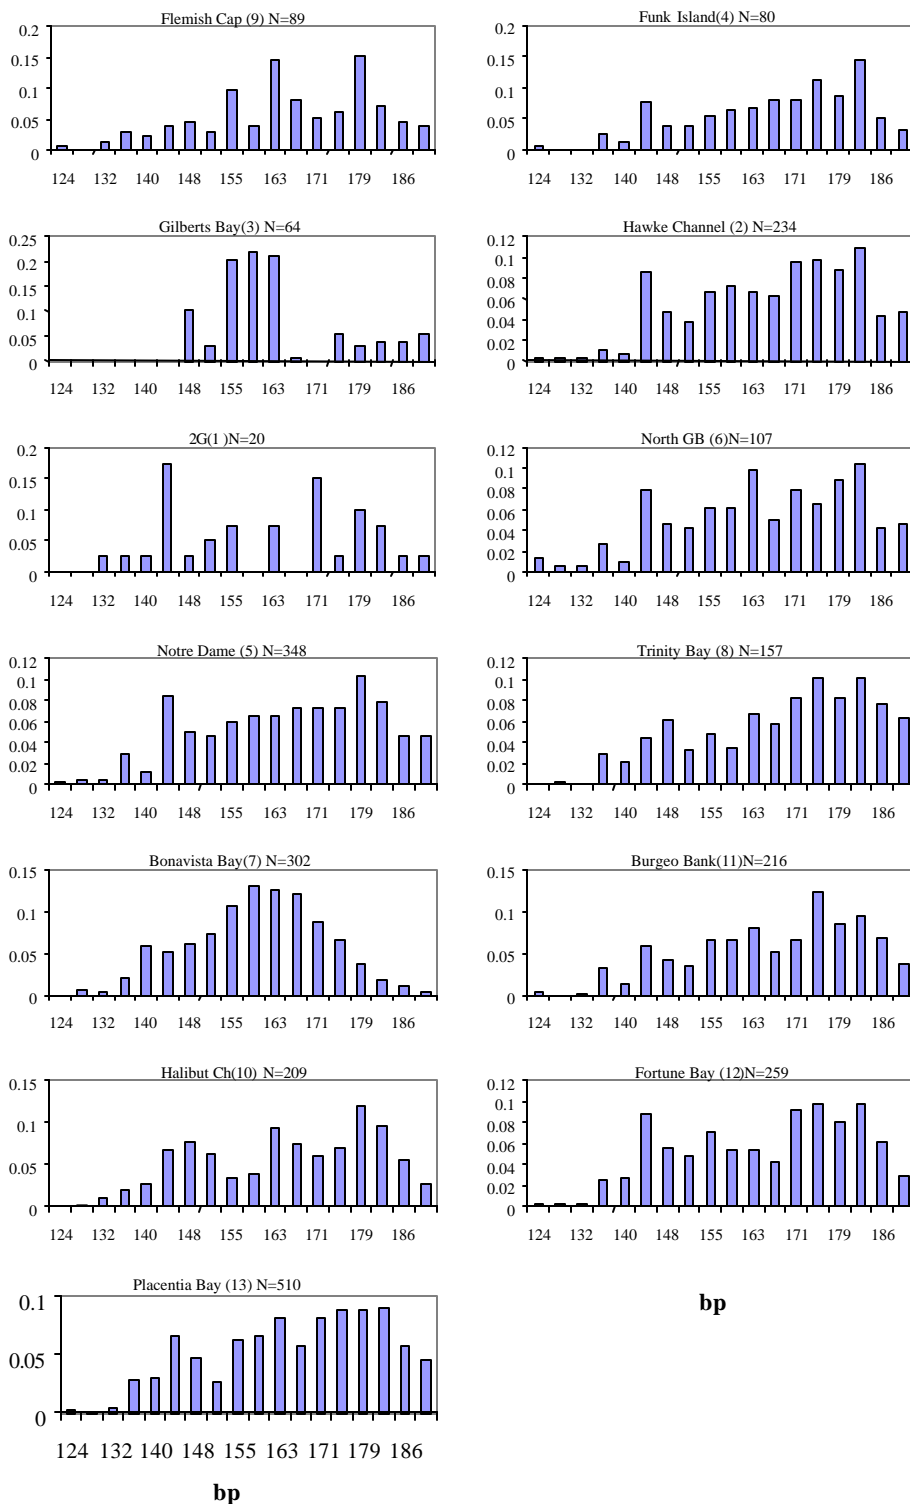 Flemish Cap (9) N=89
0.2
0.15
0.1
0.05
0
124 132 140 148 155 163 171 179 186
Funk Island(4) N=80
0.2
0.15
0.1
0.05
0
124 132 140 148 155 163 171 179 186
Gilberts Bay(3) N=64
0.25
0.2
0.15
0.1
0.05
0
124 132 140 148 155 163 171 179 186
Hawke Channel (2) N=234
0.12
0.1
0.08
0.06
0.04
0.02
0
124 132 140 148 155 163 171 179 186
2G(1 )N=20
0.2
0.15
0.1
0.05
0
124 132 140 148 155 163 171 179 186
North GB (6)N=107
0.12
0.1
0.08
0.06
0.04
0.02
0
124 132 140 148 155 163 171 179 186
Notre Dame (5) N=348
0.12
0.1
0.08
0.06
0.04
0.02
0
124 132 140 148 155 163 171 179 186
Trinity Bay (8) N=157
0.12
0.1
0.08
0.06
0.04
0.02
0
124 132 140 148 155 163 171 179 186
Bonavista Bay(7) N=302
0.15
0.1
0.05
0
124 132 140 148 155 163 171 179 186
Burgeo Bank(11)N=216
0.15
0.1
0.05
0
124 132 140 148 155 163 171 179 186
Halibut Ch(10) N=209
0.15
0.1
0.05
0
124 132 140 148 155 163 171 179 186
Fortune Bay (12)N=259
0.12
0.1
0.08
0.06
0.04
0.02
0
124 132 140 148 155 163 171 179 186
Placentia Bay (13) N=510
0.1
0.05
0
124 132 140 148 155 163 171 179 186
bp
bp